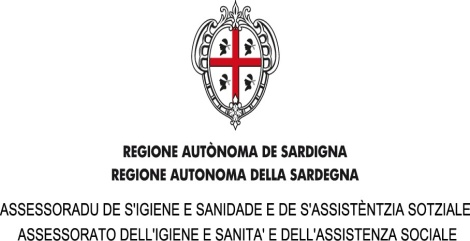 REGIONE AUTÒNOMA DE SARDIGNA
REGIONE AUTONOMA DELLA SARDEGNA
ASSESSORADU DE S'IGIENE E SANIDADE E DE S'ASSISTÈNTZIA SOTZIALE
ASSESSORATO DELL'IGIENE E SANITA' E DELL'ASSISTENZA SOCIALE